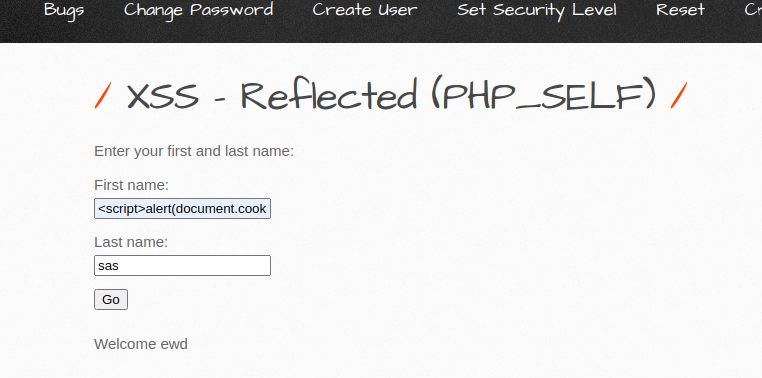 Bugs Change Password Create User Set Security Level Reset
/ XSS - Reflected (PHP_SELF) /
Enter your first and last name:
First name:
<script>alert(document.cook
Last name:
sas
Go
Welcome ewd